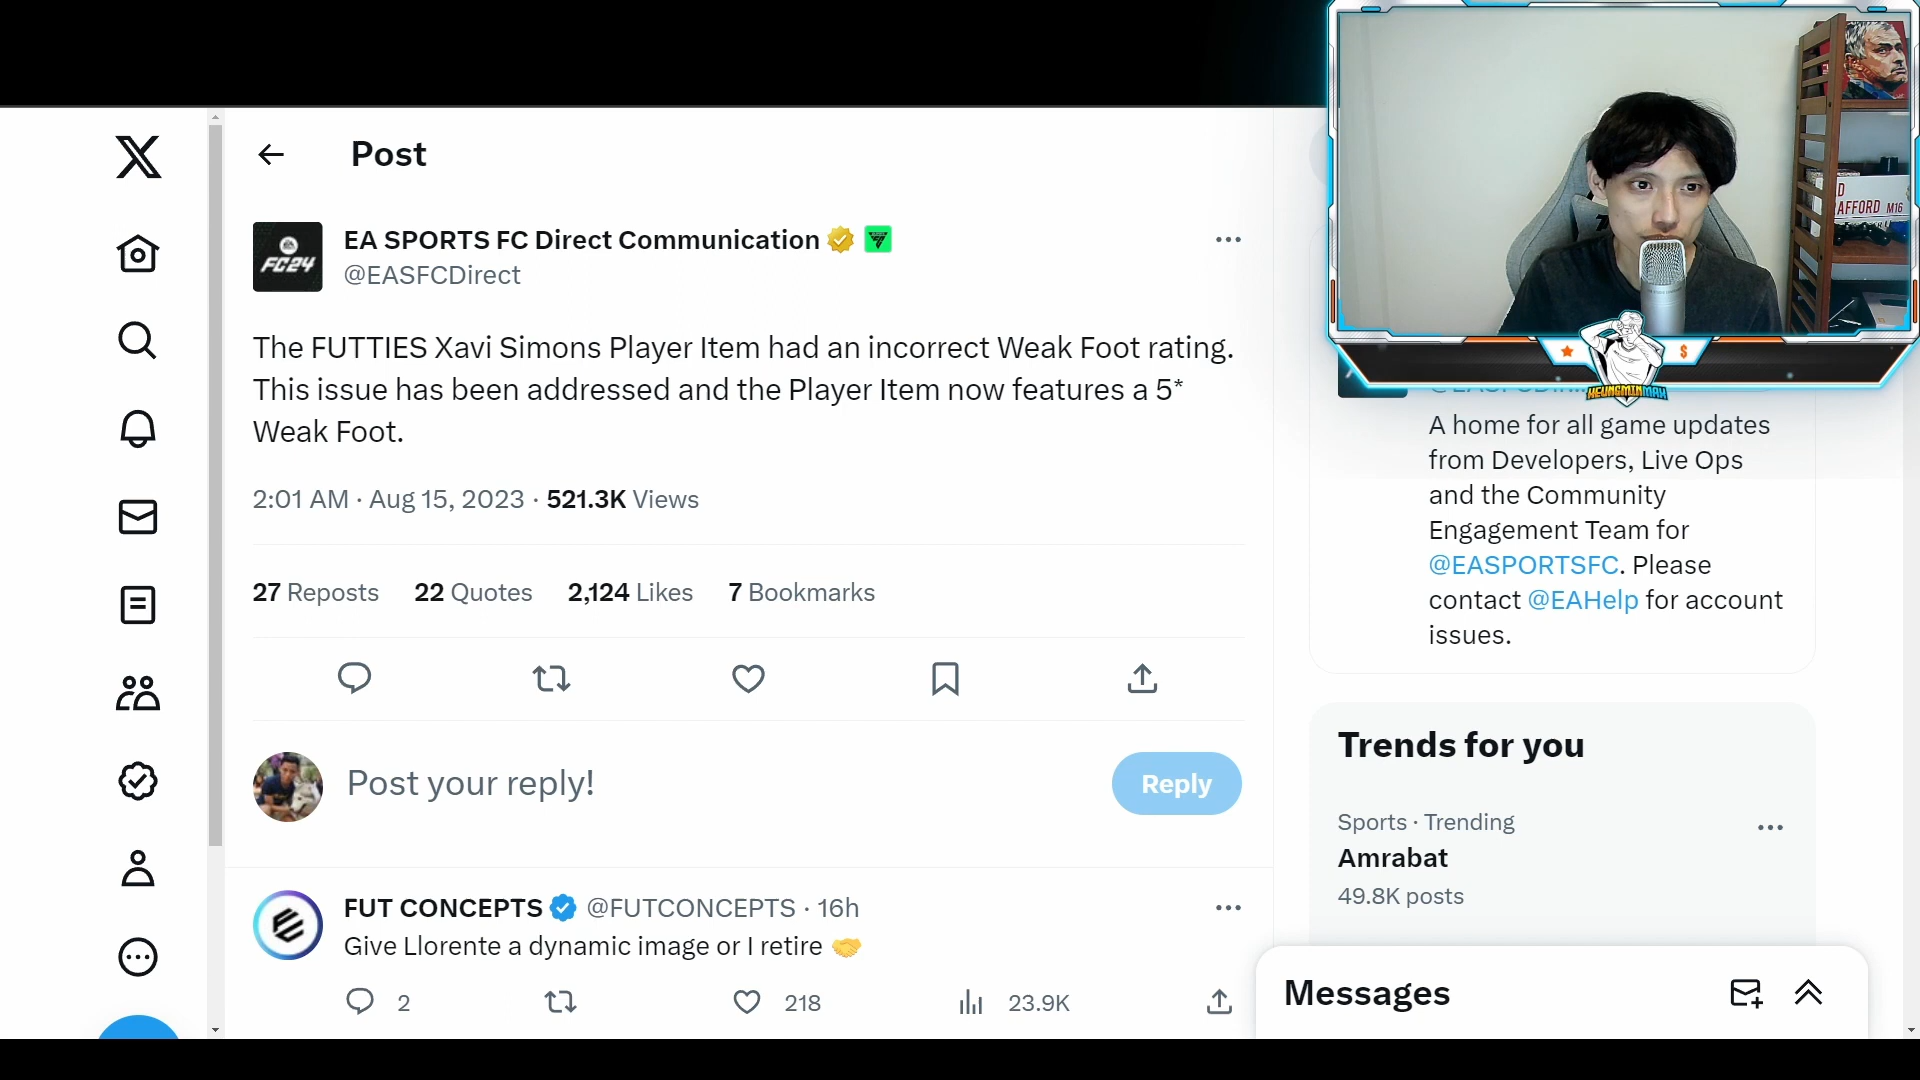 Post
EA SPORTS FC Direct Communication
@EASFCDirect
FC24
The FUTTIES Xavi Simons Player Item had an incorrect Weak Foot rating.
This issue has been addressed and the Player Item now features a 5*
Weak Foot.
2:01 AM · Aug 15, 2023 · 521.3K Views
27 Reposts 22 Quotes 2,124 Likes 7 Bookmarks
Post your reply!
Reply
FUT CONCEPTS @FUTCONCEPTS · 16h
Give Llorente a dynamic image or I retire 🤝
2 218 23.9K
AFFORD M16
$
HEUNGMINMAX
A home for all game updates
from Developers, Live Ops
and the Community
Engagement Team for
@EASPORTSFC. Please
contact @EAHelp for account
issues.
Trends for you
Sports · Trending
Amrabat
49.8K posts
Messages